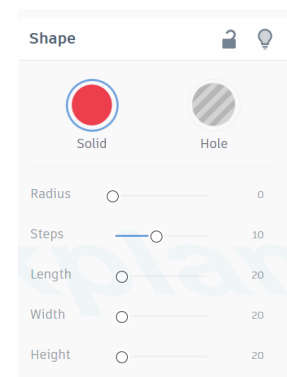 Shape
Solid Hole
Radius 0
Steps 10
Length 20
Width 20
Height 20